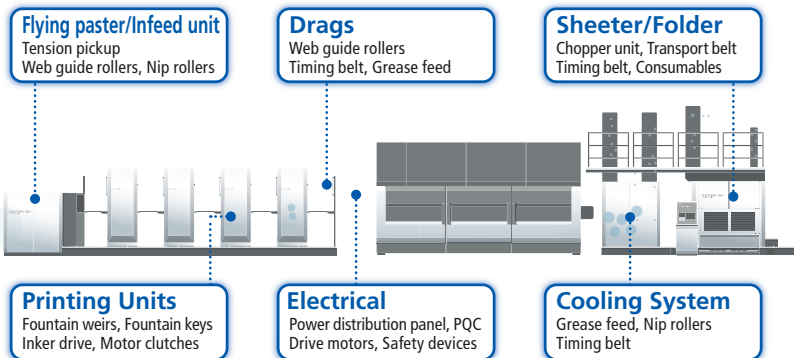 Flying paster/Infeed unit
Tension pickup
Web guide rollers, Nip rollers
Drags
Web guide rollers
Timing belt, Grease feed
Sheeter/Folder
Chopper unit, Transport belt
Timing belt, Consumables
Printing Units
Fountain weirs, Fountain keys
Inker drive, Motor clutches
Electrical
Power distribution panel, PQC
Drive motors, Safety devices
Cooling System
Grease feed, Nip rollers
Timing belt